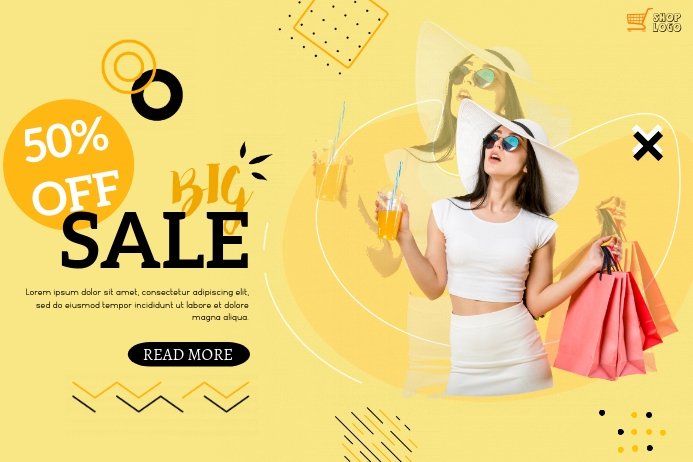 SHOP
LOGO
50%
OFF
BIG
SALE
Lorem ipsum dolor sit amet, consectetur adipiscing elit,
sed do eiusmod tempor incididunt ut labore et dolore
magna aliqua.
READ MORE